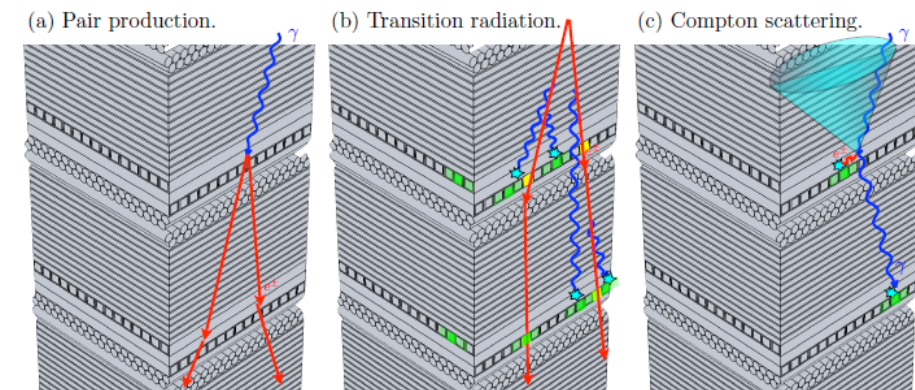 (a) Pair production.
(b) Transition radiation.
(c) Compton scattering.
γ
γ
e±
e±
e±
γ